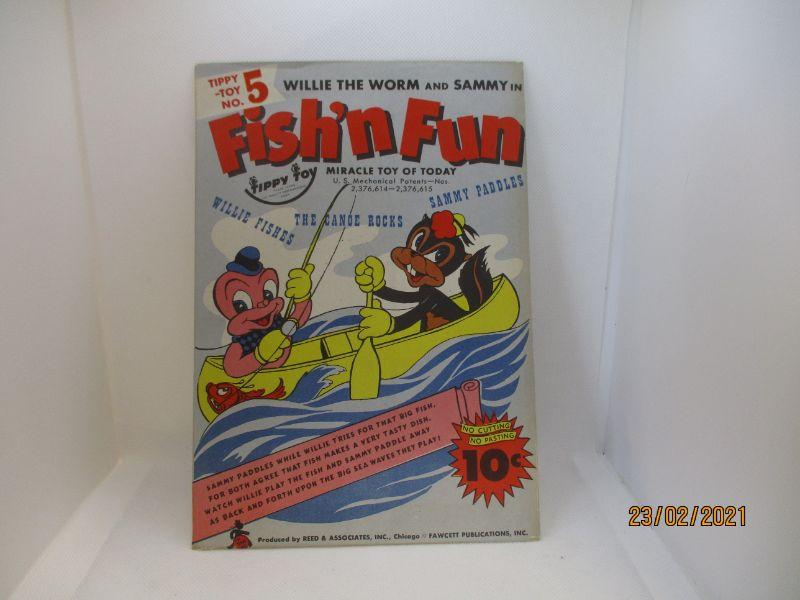 TIPPY
-TOY
NO. 5
WILLIE THE WORM AND SAMMY IN
Fish'n Fun
TIPPY TOY
MIRACLE TOY OF TODAY
U. S. Mechanical Patents—Nos.
2,376,614—2,376,615
WILLIE FISHES
THE CANOE ROCKS
SAMMY PADDLES
SAMMY PADDLES WHILE WILLIE TRIES FOR THAT BIG FISH,
FOR BOTH AGREE THAT FISH MAKES A VERY TASTY DISH.
WATCH WILLIE PLAY THE FISH AND SAMMY PADDLE AWAY
AS BACK AND FORTH UPON THE BIG SEA WAVES THEY PLAY!
NO CUTTING
NO PASTING
10¢
Produced by REED & ASSOCIATES, INC., Chicago © FAWCETT PUBLICATIONS, INC.
23/02/2021